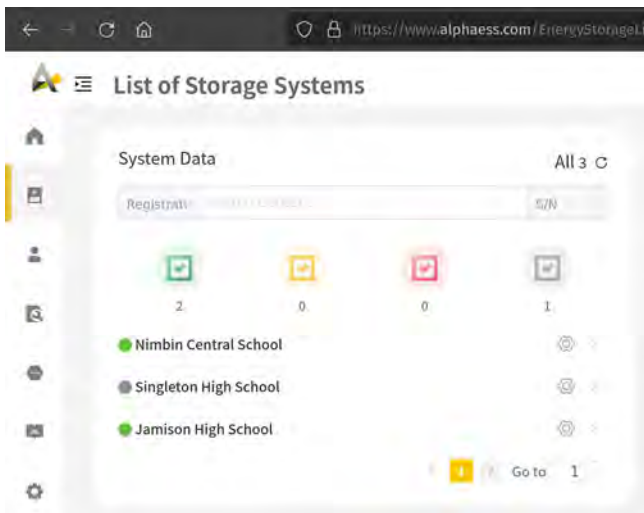 https://www.alphaess.com/EnergyStorageLi
List of Storage Systems
System Data
All 3
S/N
2 0 0 1
Nimbin Central School
Singleton High School
Jamison High School
1 Go to 1